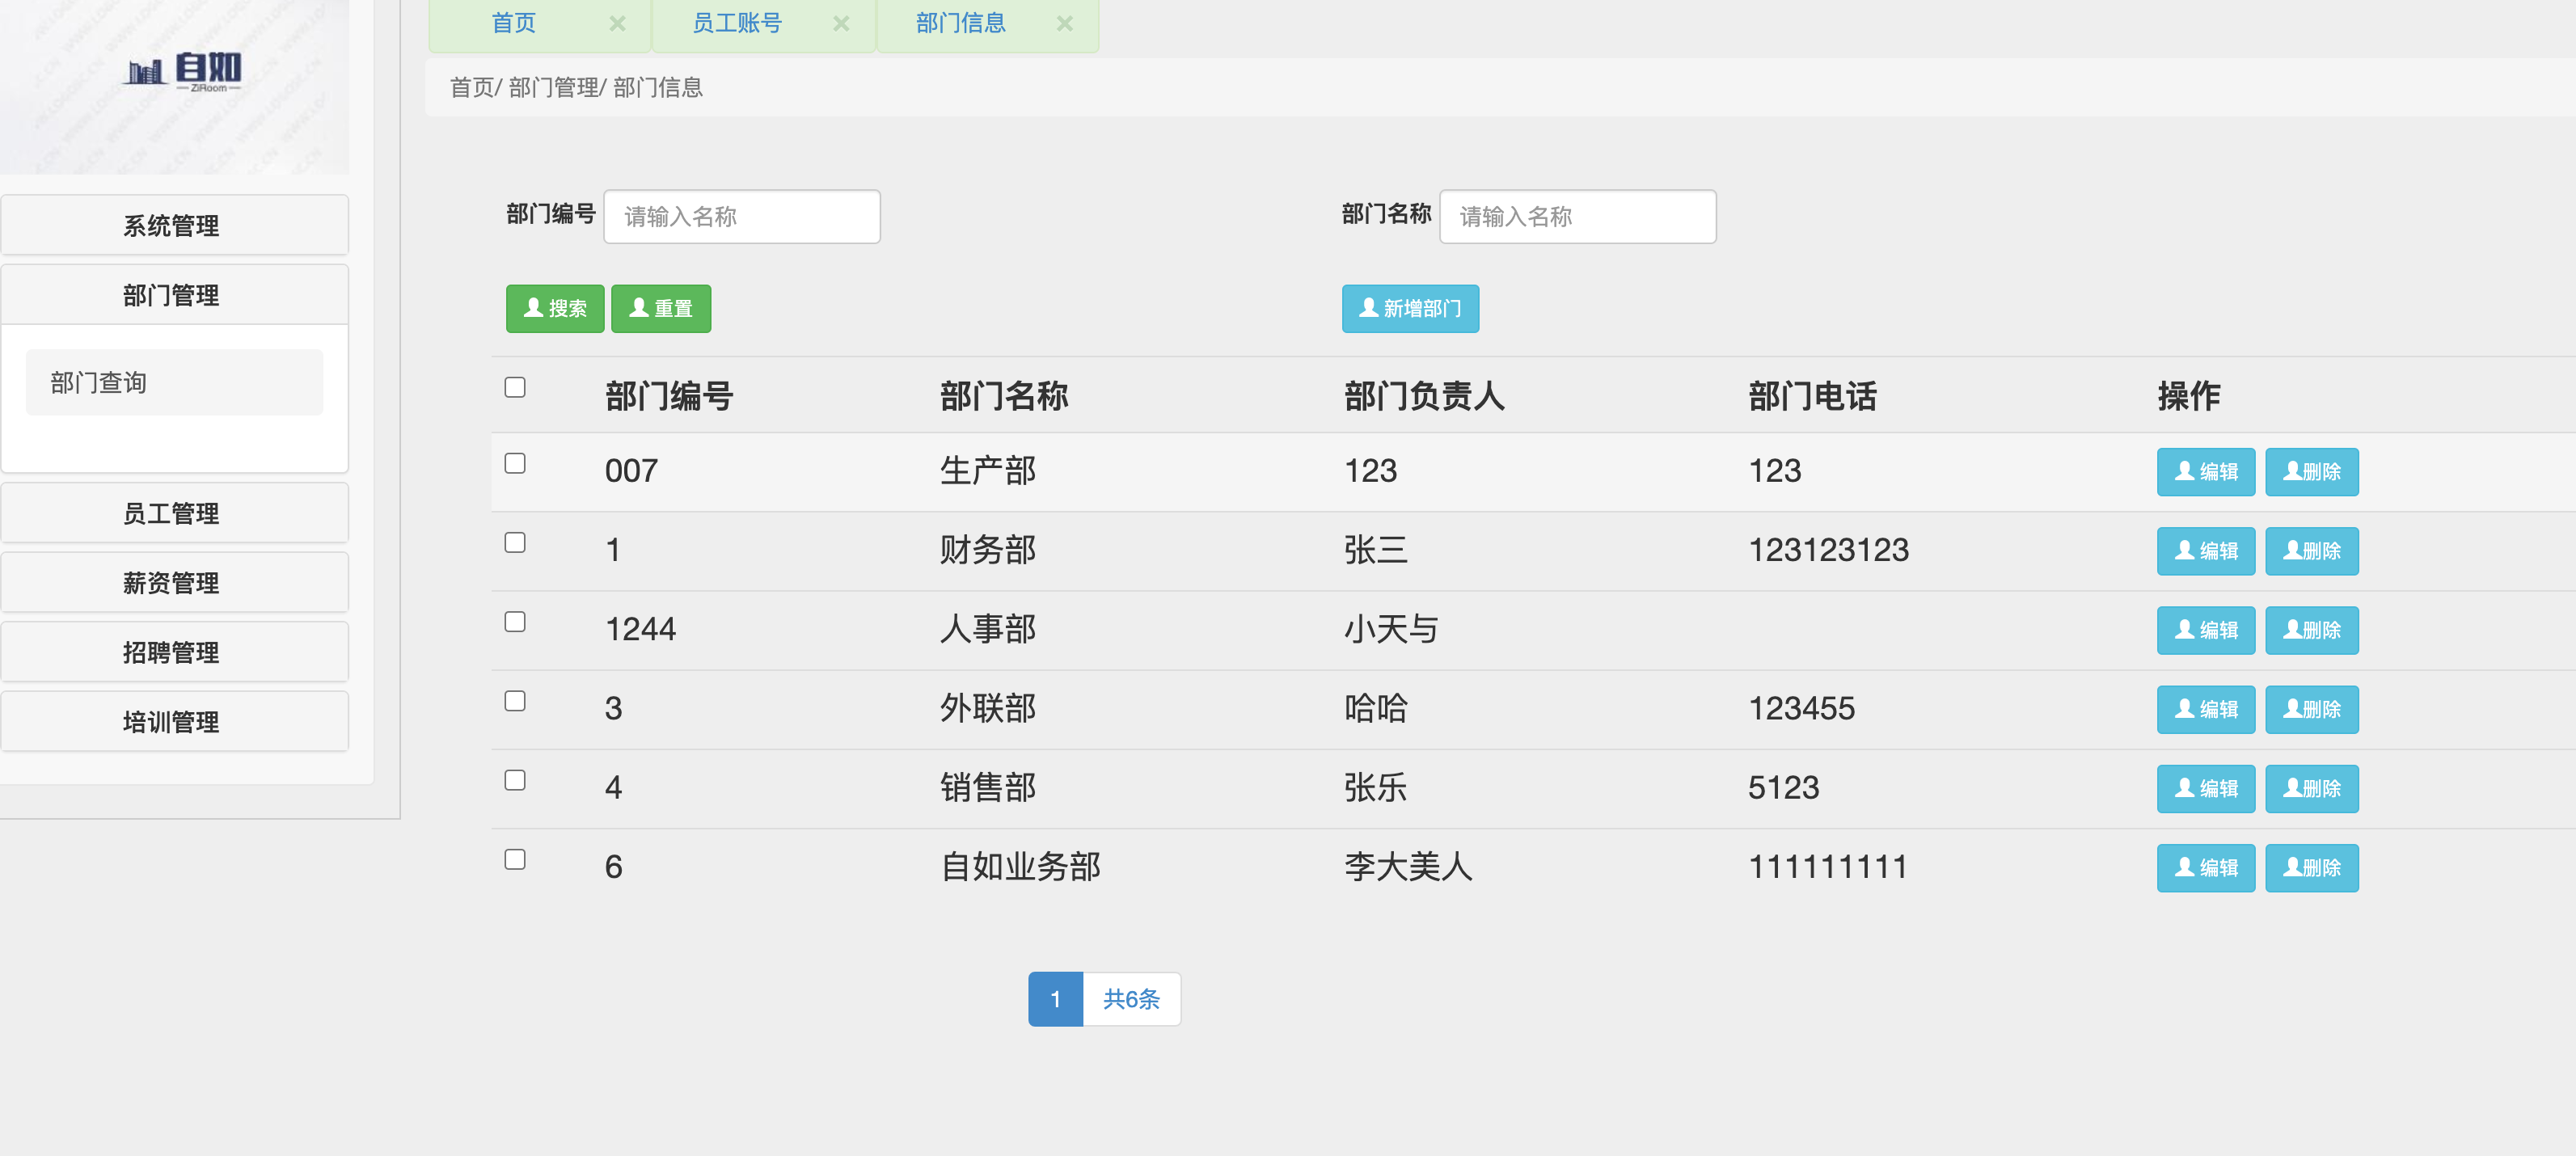 首页 × 员工账号 × 部门信息 ×
自如
ZiRoom
首页/ 部门管理/ 部门信息
系统管理
部门管理
部门查询
员工管理
薪资管理
招聘管理
培训管理
部门编号 请输入名称 部门名称 请输入名称
搜索 重置 新增部门
部门编号 部门名称 部门负责人 部门电话 操作
007 生产部 123 123 编辑 删除
1 财务部 张三 123123123 编辑 删除
1244 人事部 小天与 编辑 删除
3 外联部 哈哈 123455 编辑 删除
4 销售部 张乐 5123 编辑 删除
6 自如业务部 李大美人 111111111 编辑 删除
1 共6条